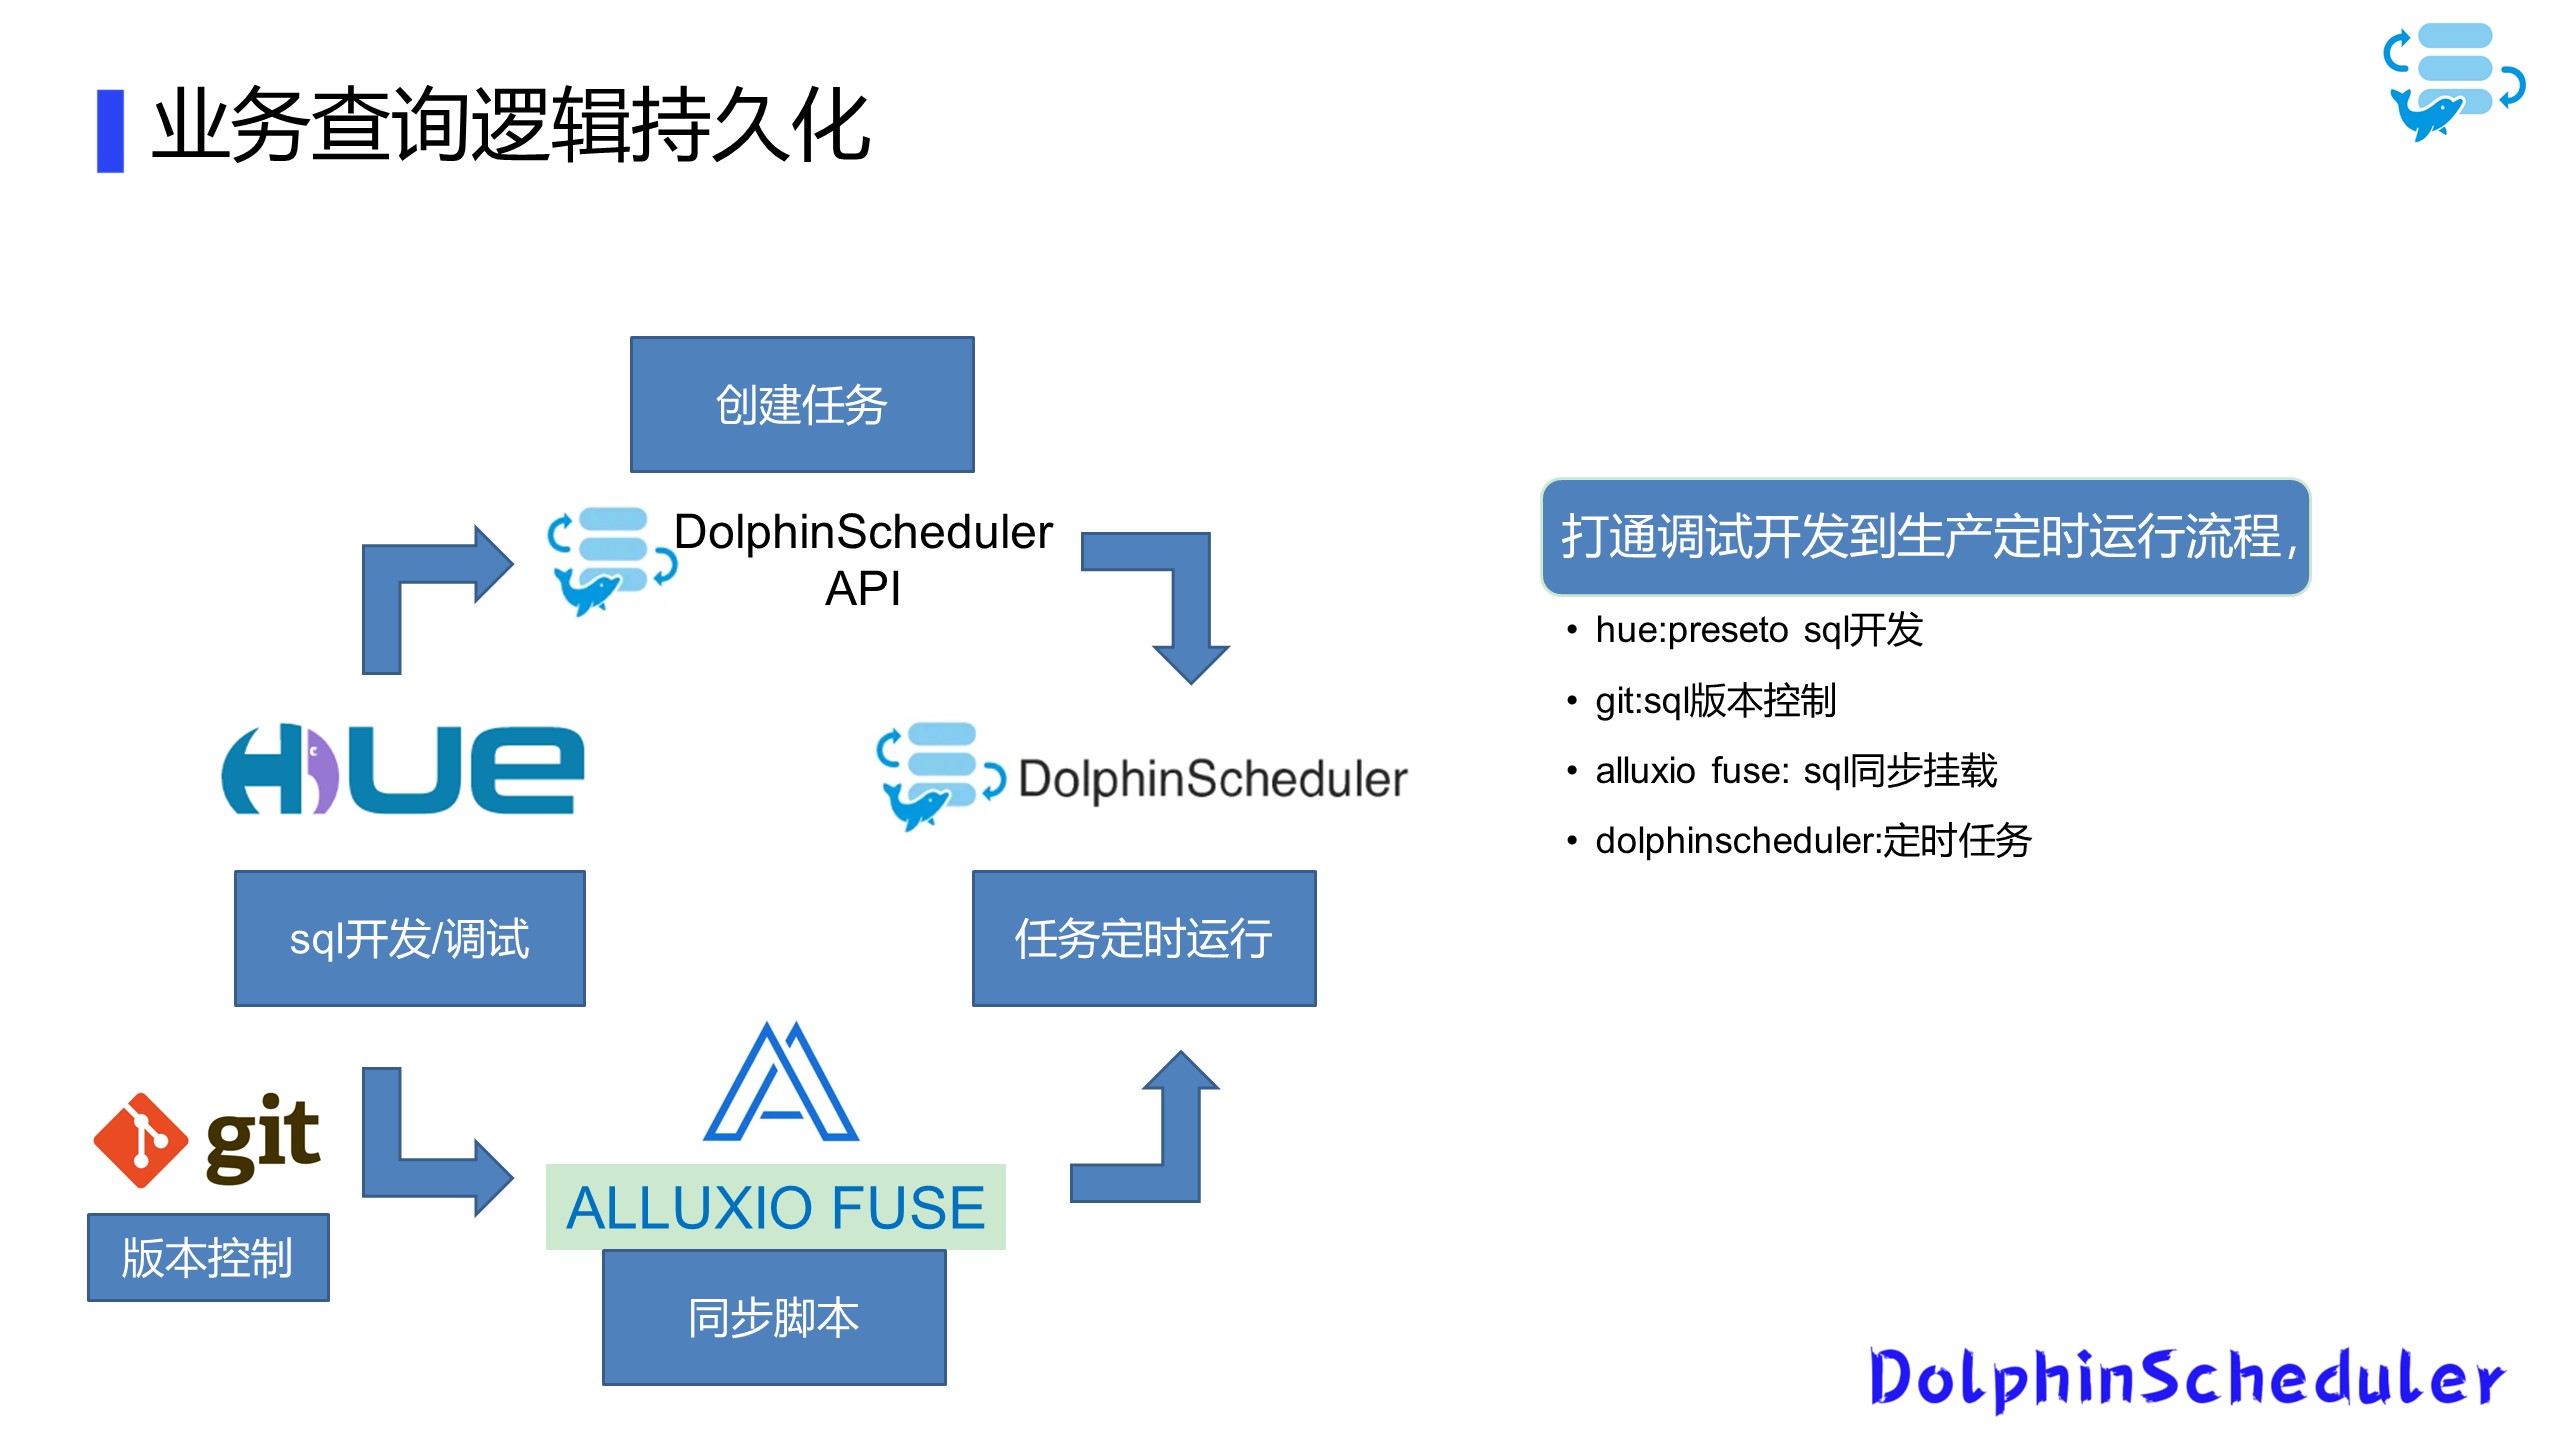 业务查询逻辑持久化
创建任务
DolphinScheduler
API
HUE
DolphinScheduler
sql开发/调试
任务定时运行
git
版本控制
ALLUXIO FUSE
同步脚本
打通调试开发到生产定时运行流程，
• hue:preseto sql开发
• git:sql版本控制
• alluxio fuse: sql同步挂载
• dolphinscheduler:定时任务
DolphinScheduler